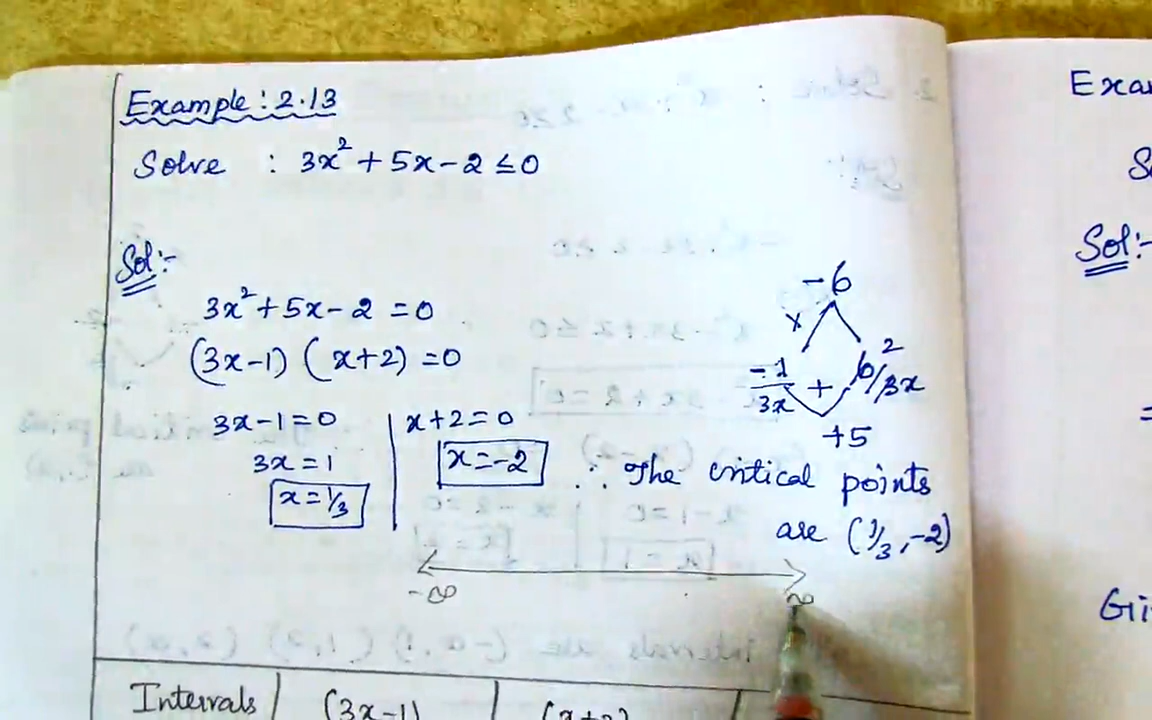 Example : 2.13
Solve : 3x² + 5x - 2 ≤ 0
Sol:-
3x² + 5x - 2 = 0
(3x-1) (x+2) = 0
3x - 1 = 0
3x = 1
x = 1/3
x + 2 = 0
x = -2
-6
x
-1/3x + 6²/3x
+5
∴ The critical points
are (1/3, -2)
-∞ ∞
Intervals (3x-1) (x+2)
Exa
Sol:-
=
Gi